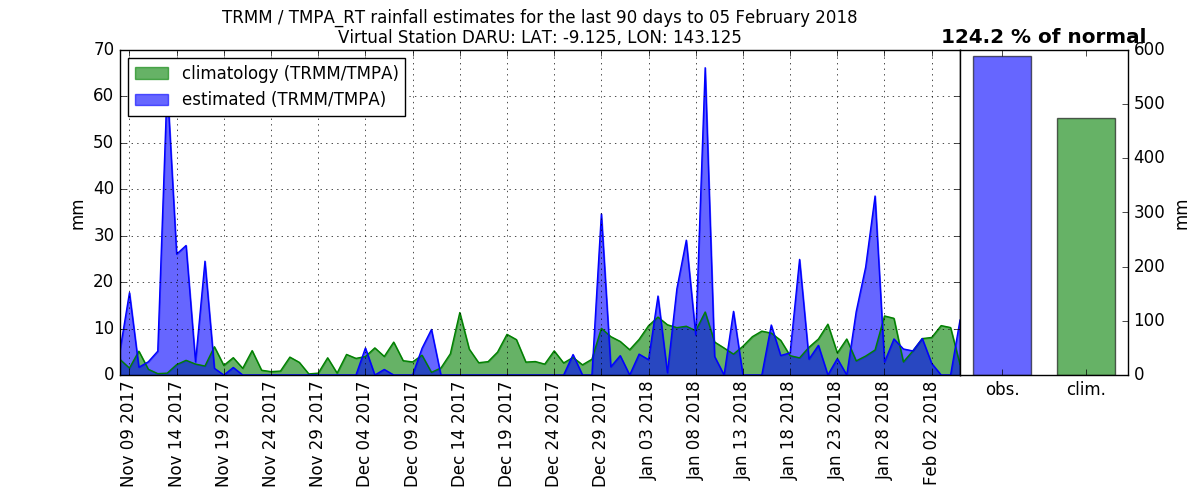 TRMM / TMPA_RT rainfall estimates for the last 90 days to 05 February 2018
Virtual Station DARU: LAT: -9.125, LON: 143.125
124.2 % of normal
climatology (TRMM/TMPA)
estimated (TRMM/TMPA)
mm
70
60
50
40
30
20
10
0
Nov 09 2017
Nov 14 2017
Nov 19 2017
Nov 24 2017
Nov 29 2017
Dec 04 2017
Dec 09 2017
Dec 14 2017
Dec 19 2017
Dec 24 2017
Dec 29 2017
Jan 03 2018
Jan 08 2018
Jan 13 2018
Jan 18 2018
Jan 23 2018
Jan 28 2018
Feb 02 2018
600
500
400
300
200
100
0
mm
obs.
clim.